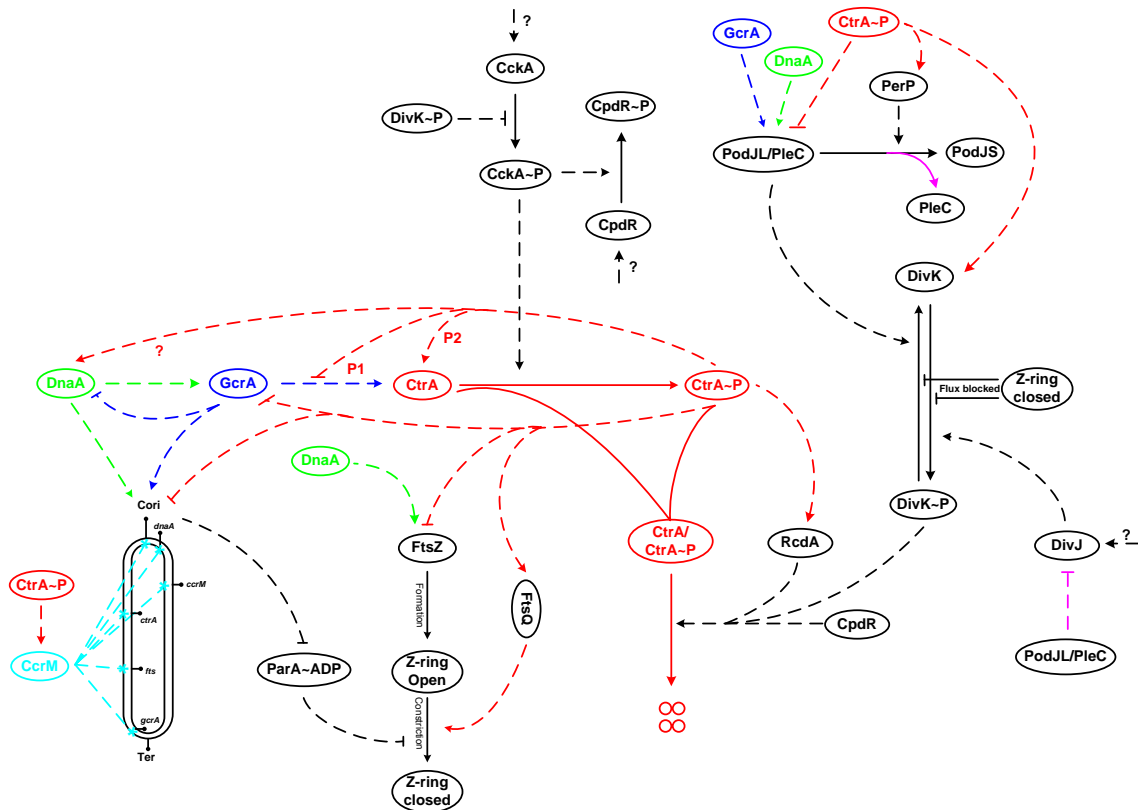 ?
CckA
DivK~P
CpdR~P
CckA~P
CpdR
?
GcrA
CtrA~P
DnaA
PerP
PodJL/PleC
PodJS
PleC
DivK
P2
?
P1
DnaA
GcrA
CtrA
CtrA~P
Flux blocked
Z-ring
closed
DnaA
Cori
dnaA
DivK~P
CtrA/
CtrA~P
FtsZ
RcdA
DivJ
?
CtrA~P
ccrM
Formation
FtsQ
ctrA
CpdR
CcrM
fts
ParA~ADP
Z-ring
Open
PodJL/PleC
gcrA
Constriction
Ter
Z-ring
closed